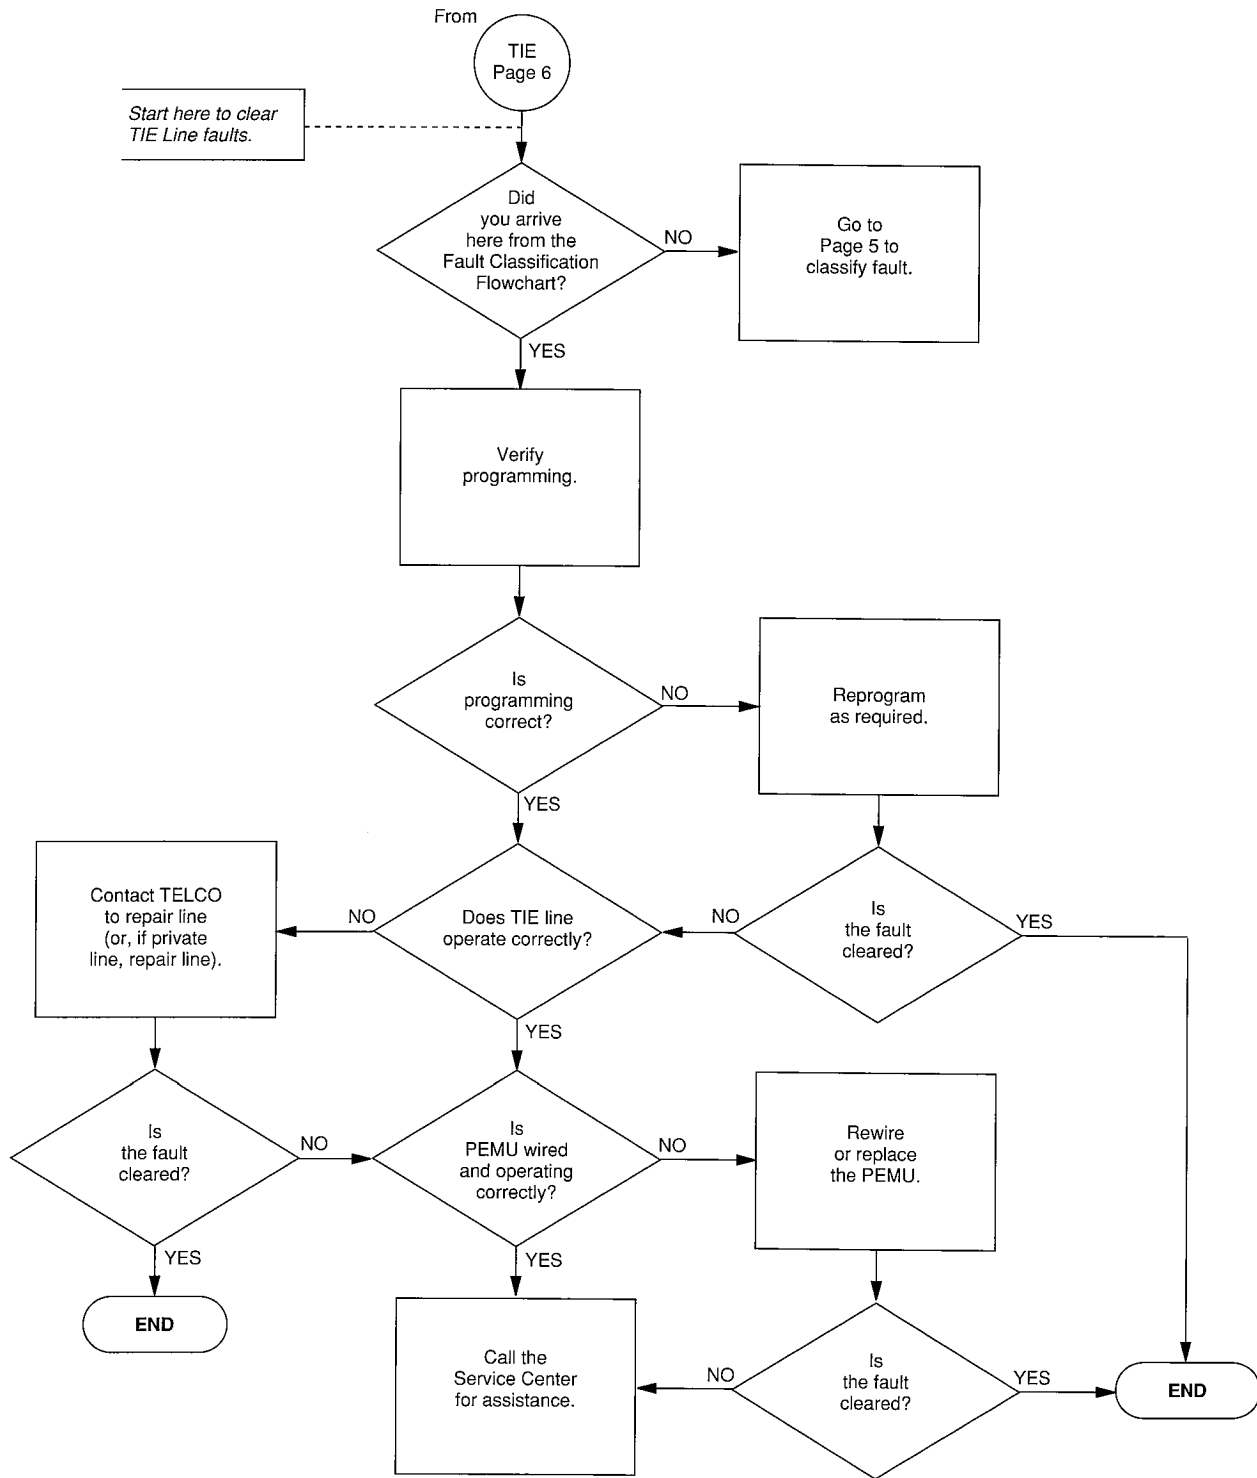 From
TIE
Page 6
Start here to clear
TIE Line faults.
Did
you arrive
here from the
Fault Classification
Flowchart?
NO
Go to
Page 5 to
classify fault.
YES
Verify
programming.
Is
programming
correct?
NO
Reprogram
as required.
YES
Contact TELCO
to repair line
(or, if private
line, repair line).
NO
Does TIE line
operate correctly?
NO
Is
the fault
cleared?
YES
YES
Is
the fault
cleared?
NO
Is
PEMU wired
and operating
correctly?
NO
Rewire
or replace
the PEMU.
YES
YES
END
Call the
Service Center
for assistance.
NO
Is
the fault
cleared?
YES
END